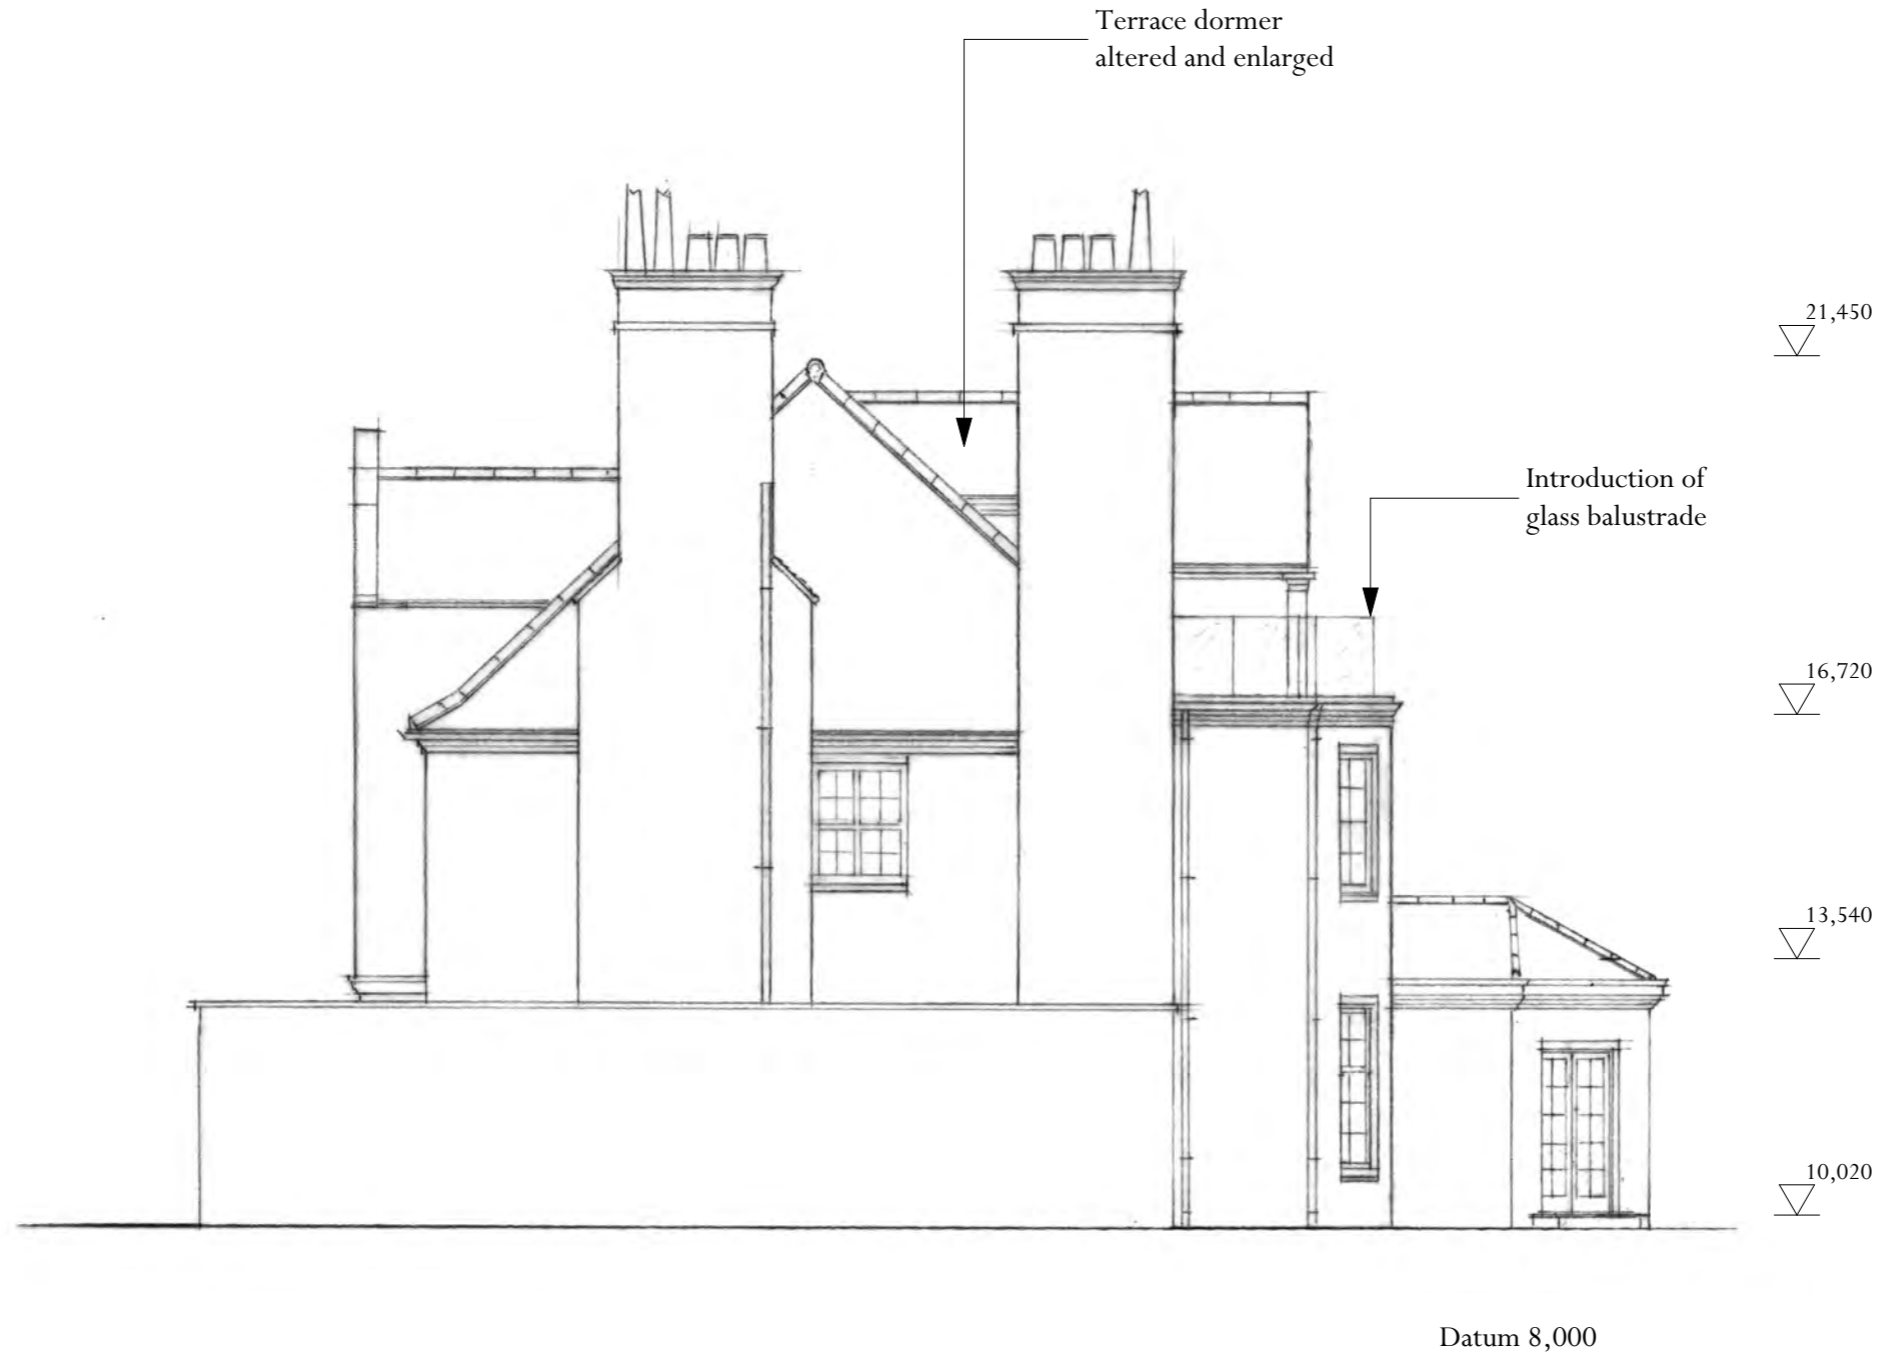 Terrace dormer
altered and enlarged
21,450
Introduction of
glass balustrade
16,720
13,540
10,020
Datum 8,000